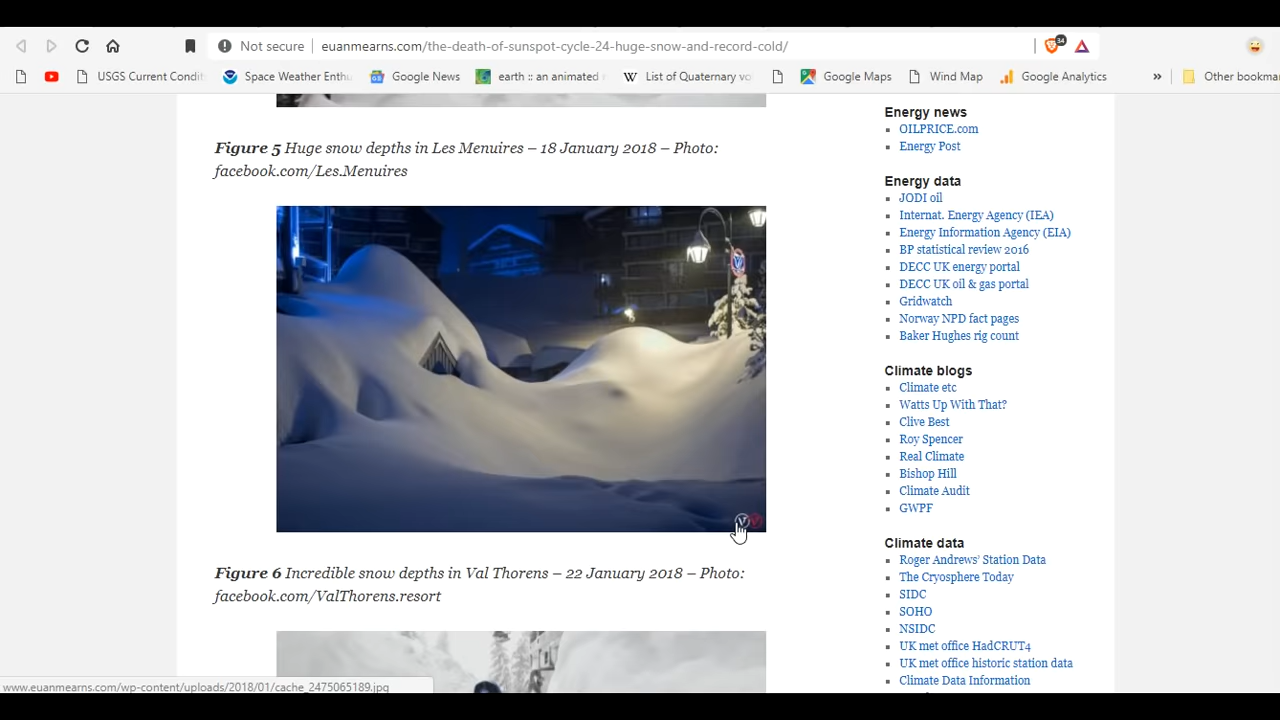 Not secure euanmearns.com/the-death-of-sunspot-cycle-24-huge-snow-and-record-cold/
34
USGS Current Condit
Space Weather Enthu
Google News
earth :: an animated
List of Quaternary vo
Google Maps
Wind Map
Google Analytics
»
Other bookma
Figure 5 Huge snow depths in Les Menuires – 18 January 2018 – Photo:
facebook.com/Les.Menuires
Figure 6 Incredible snow depths in Val Thorens – 22 January 2018 – Photo:
facebook.com/ValThorens.resort
Energy news
OILPRICE.com
Energy Post
Energy data
JODI oil
Internat. Energy Agency (IEA)
Energy Information Agency (EIA)
BP statistical review 2016
DECC UK energy portal
DECC UK oil & gas portal
Gridwatch
Norway NPD fact pages
Baker Hughes rig count
Climate blogs
Climate etc
Watts Up With That?
Clive Best
Roy Spencer
Real Climate
Bishop Hill
Climate Audit
GWPF
Climate data
Roger Andrews' Station Data
The Cryosphere Today
SIDC
SOHO
NSIDC
UK met office HadCRUT4
UK met office historic station data
Climate Data Information
www.euanmearns.com/wp-content/uploads/2018/01/cache_2475065189.jpg